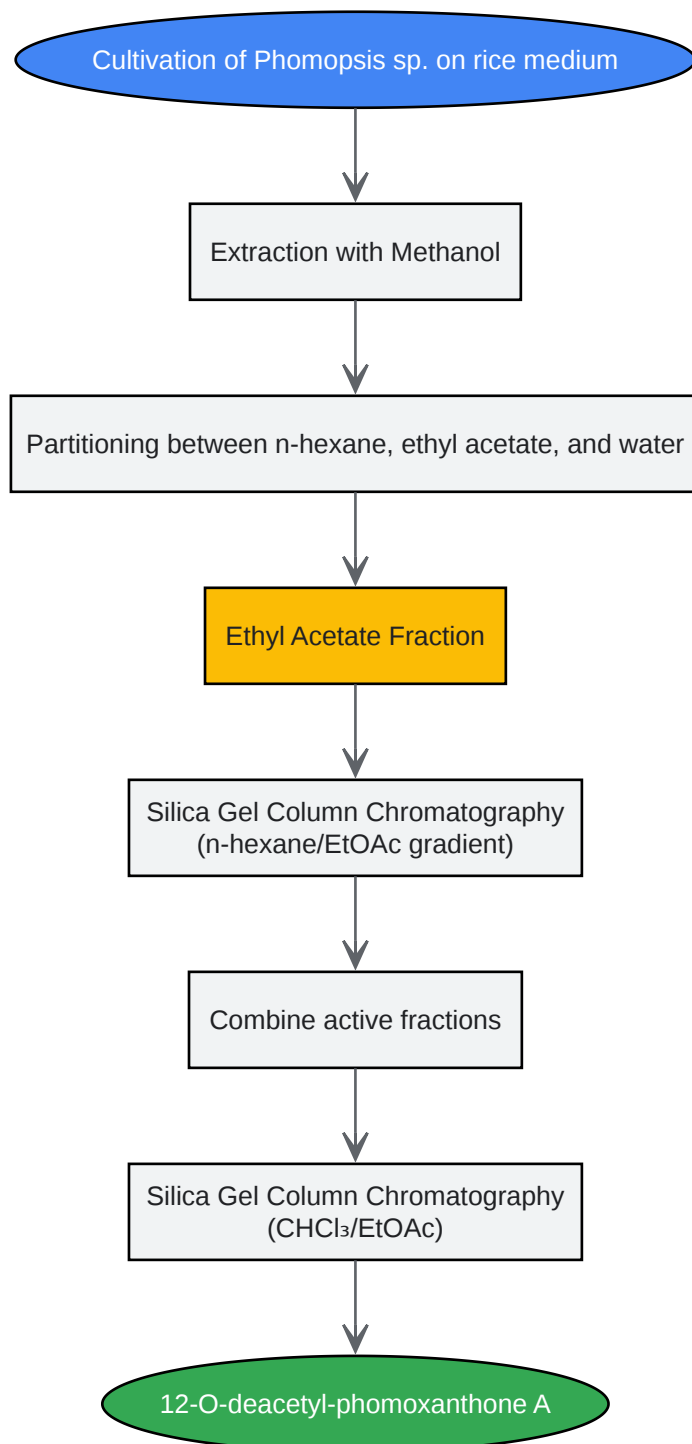 Cultivation of Phomopsis sp. on rice medium
Extraction with Methanol
Partitioning between n-hexane, ethyl acetate, and water
Ethyl Acetate Fraction
Silica Gel Column Chromatography
(n-hexane/EtOAc gradient)
Combine active fractions
Silica Gel Column Chromatography
(CHCl₃/EtOAc)
12-O-deacetyl-phomoxanthone A